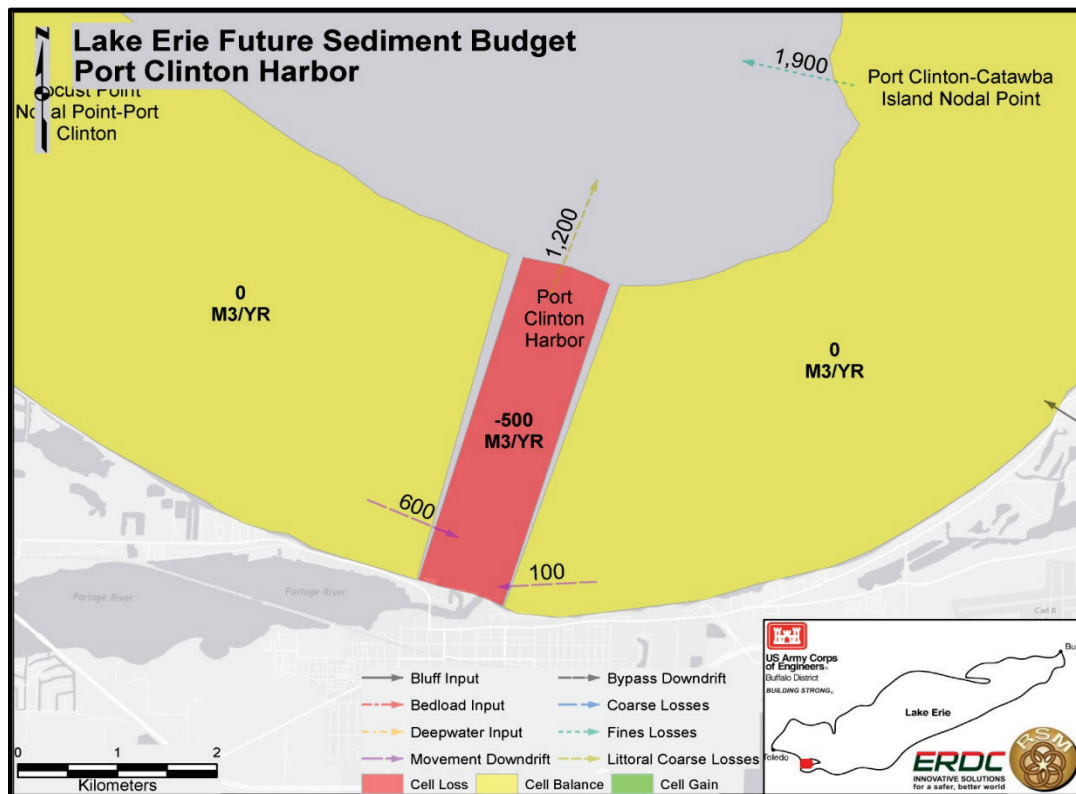 Lake Erie Future Sediment Budget
Port Clinton Harbor
N
Locust Point
Nodal Point-Port
Clinton
1,900
Port Clinton-Catawba
Island Nodal Point
1,200
Port
Clinton
Harbor
0
M3/YR
0
M3/YR
-500
M3/YR
600
100
Portage River
Portage River
Carl R
Bluff Input
Bedload Input
Deepwater Input
Movement Downdrift
Bypass Downdrift
Coarse Losses
Fines Losses
Littoral Coarse Losses
Cell Loss
Cell Balance
Cell Gain
0 1 2
Kilometers
US Army Corps
of Engineers®
Buffalo District
BUILDING STRONG®
Bu
Lake Erie
Toledo
ERDC
INNOVATIVE SOLUTIONS
for a safer, better world
RSM